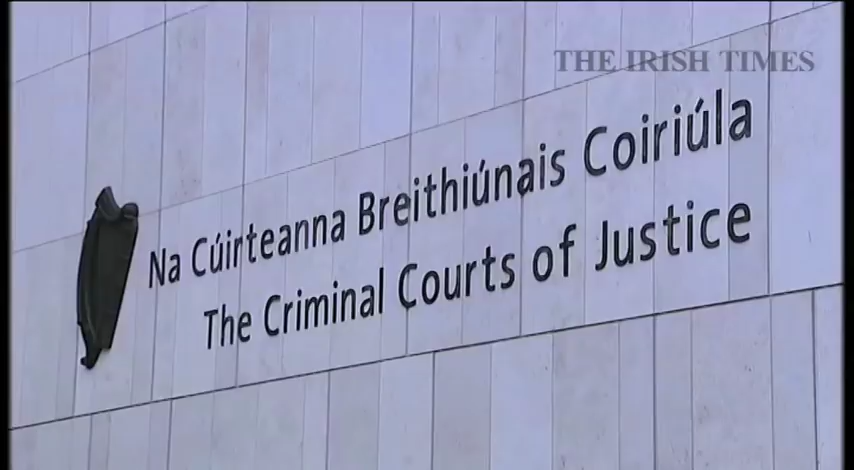 THE IRISH TIMES
Na Cúirteanna Breithiúnais Coiriúla
The Criminal Courts of Justice